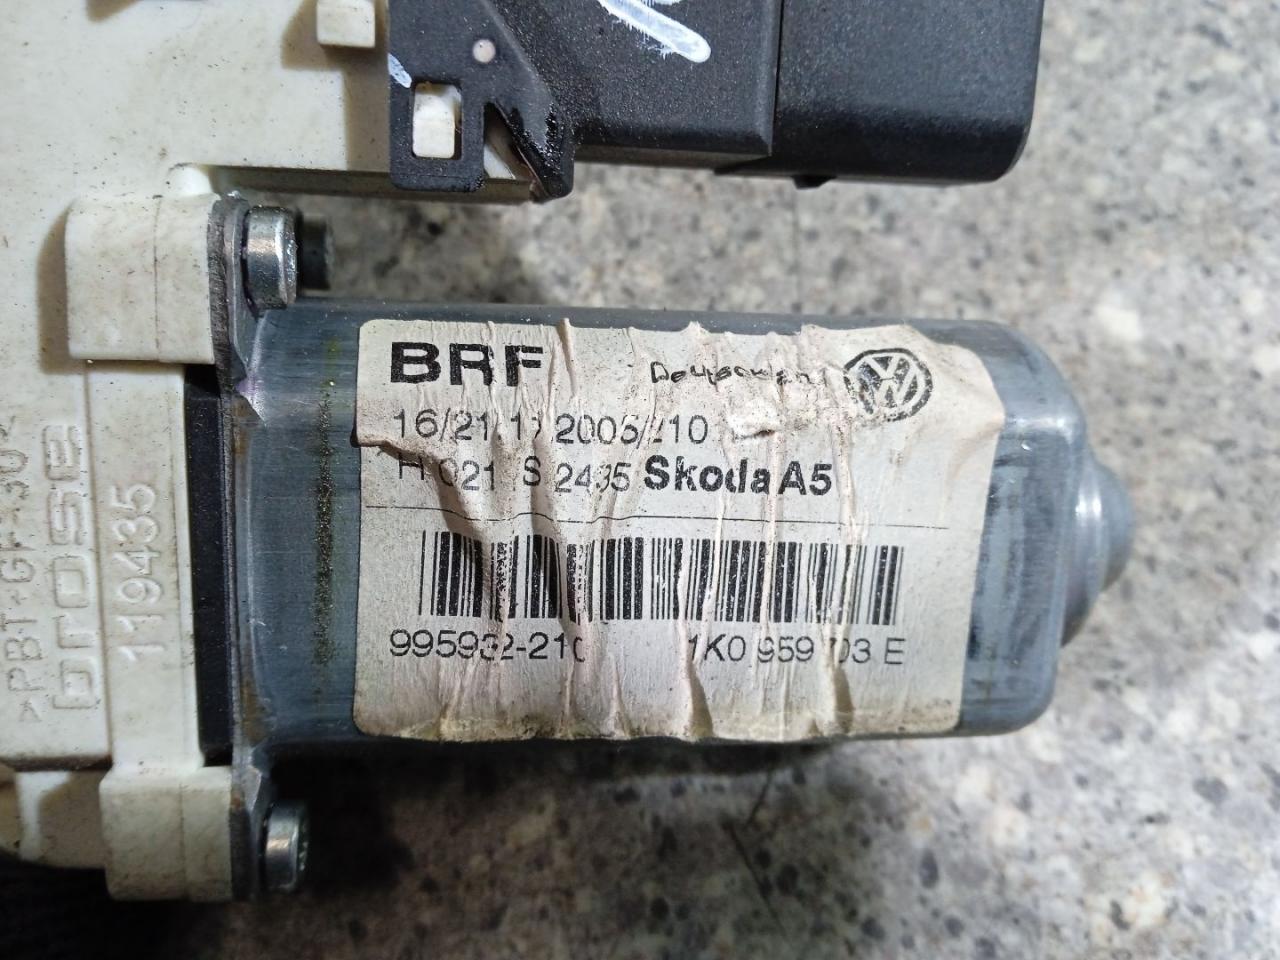 BRF
Deutschland
16/21.11.2005/210
H 021 S 2435 Skoda A5
995932-210 1K0 959 703 E
>PBT+GF30<
brose
119435